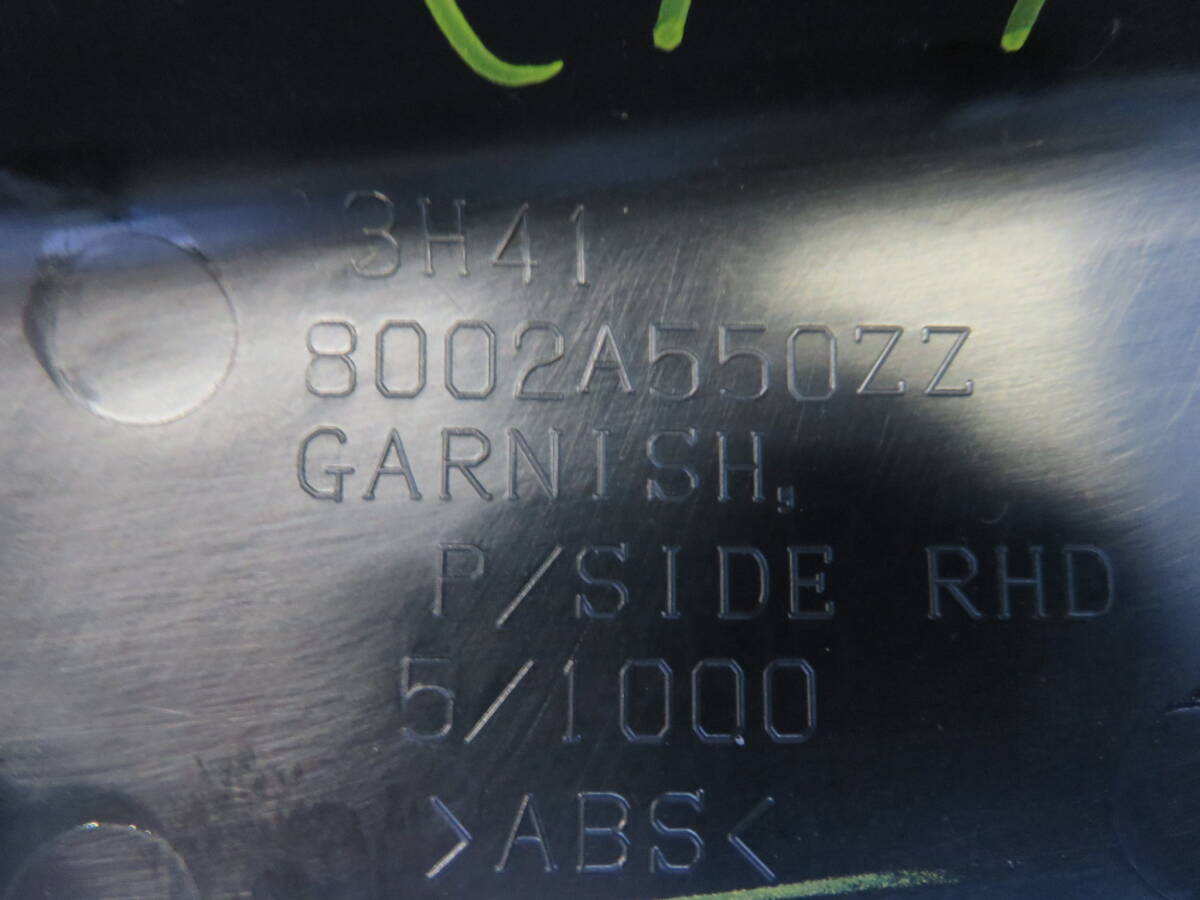 3H41
8002A550ZZ
GARNISH,
P/SIDE RHD
5/1000
>ABS<